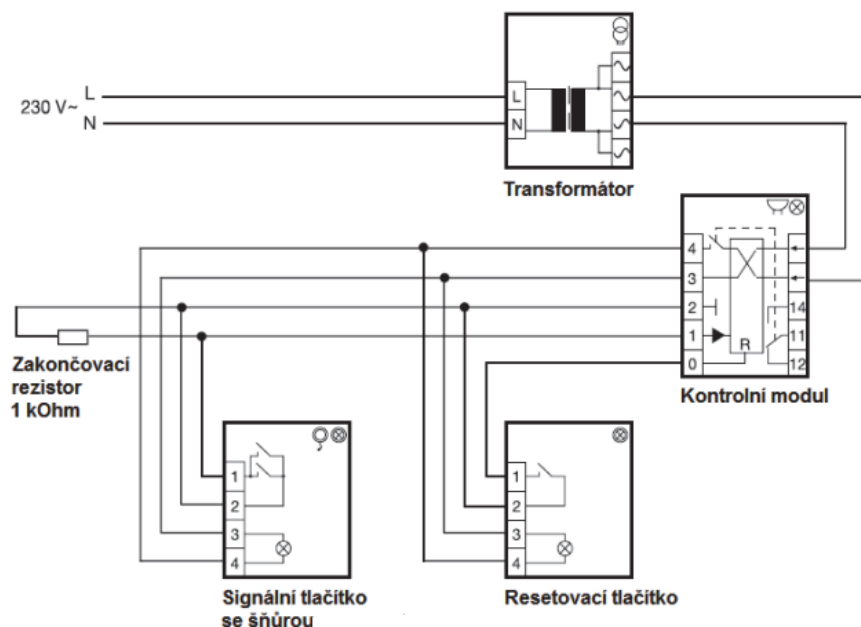 L
230 V~
N
L
N
Transformátor
4
3
2
1
0
R
14
11
12
Kontrolní modul
Zakončovací
rezistor
1 kOhm
1
2
3
4
Signální tlačítko
se šňůrou
1
2
3
4
Resetovací tlačítko